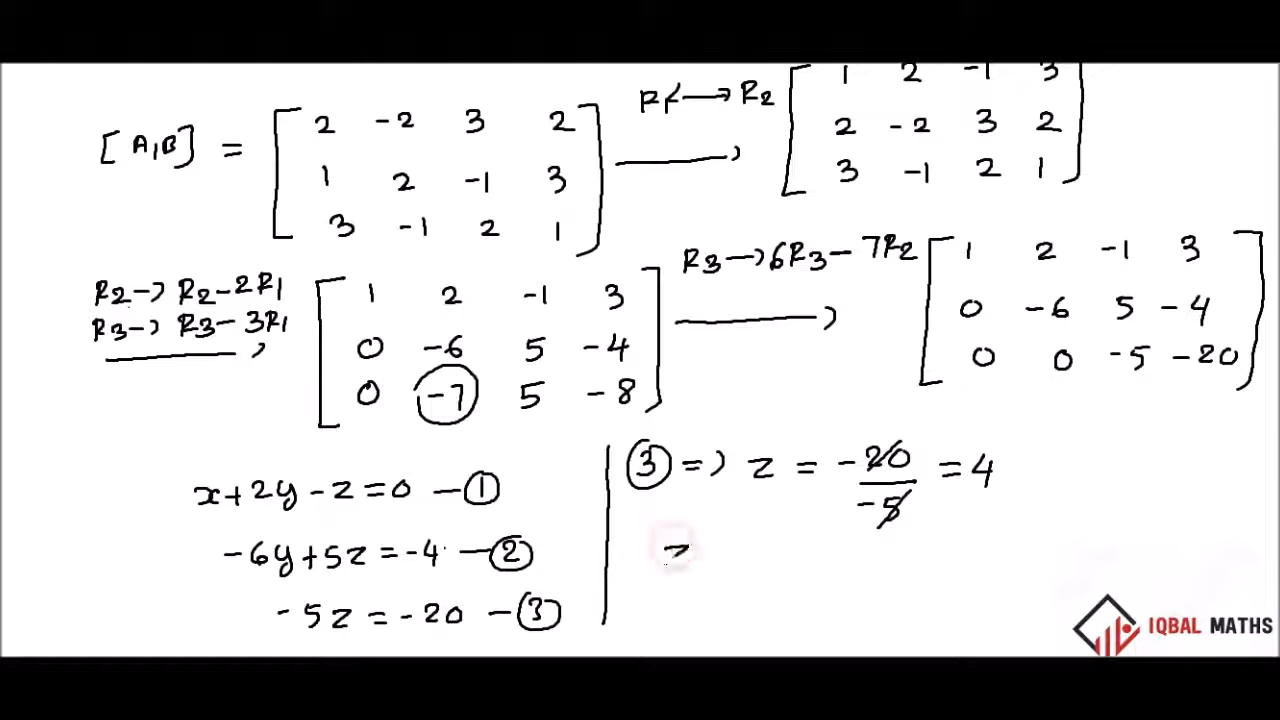 R1 ⟶ R2 [ 1 2 -1 3
[A,B] = [ 2 -2 3 2 ] ⟶ 2 -2 3 2
1 2 -1 3 3 -1 2 1 ]
3 -1 2 1
R2 → R2 - 2R1 [ 1 2 -1 3 ] R3 → 6R3 - 7R2 [ 1 2 -1 3 ]
R3 → R3 - 3R1 0 -6 5 -4 ⟶ 0 -6 5 -4
0 -7 5 -8 0 0 -5 -20
x + 2y - z = 0 — ①
-6y + 5z = -4 — ②
-5z = -20 — ③
③ => z = -20/-5 = 4
IQBAL MATHS